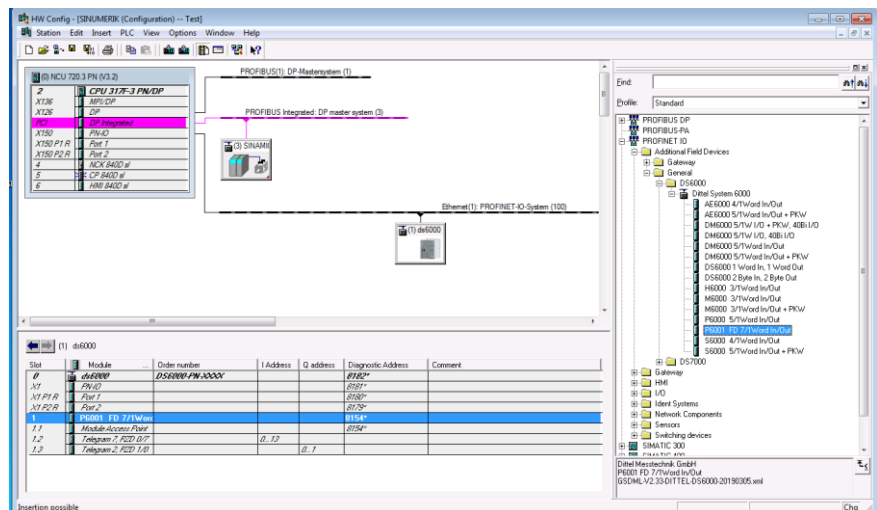 HW Config - [SINUMERIK (Configuration) -- Test]
Station Edit Insert PLC View Options Window Help
(0) NCU 720.3 PN (V3.2)
2 CPU 317F-3 PN/DP
X136 MPI/DP
X126 DP
PCI DP Integrated
X150 PN-IO
X150 P1 R Port 1
X150 P2 R Port 2
4 NCK 840D sl
5 CP 840D sl
6 HMI 840D sl
PROFIBUS(1): DP-Mastersystem (1)
PROFIBUS Integrated: DP master system (3)
(3) SINAMI
Ethernet(1): PROFINET-IO-System (100)
(1) ds6000
Find:
Profile: Standard
PROFIBUS DP
PROFIBUS-PA
PROFINET IO
Additional Field Devices
Gateway
General
DS6000
Dittel System 6000
AE6000 4/1Word In/Out
AE6000 5/1Word In/Out + PKW
DM6000 5/1W I/O + PKW, 40Bi I/O
DM6000 5/1W I/O, 40Bi I/O
DM6000 5/1Word In/Out
DM6000 5/1Word In/Out + PKW
DS6000 1 Word In, 1 Word Out
DS6000 2 Byte In, 2 Byte Out
H6000 3/1Word In/Out
M6000 3/1Word In/Out
M6000 3/1Word In/Out + PKW
P6000 5/1Word In/Out
P6001 FD 7/1Word In/Out
S6000 4/1Word In/Out
S6000 5/1Word In/Out + PKW
DS7000
Gateway
HMI
I/O
Ident Systems
Network Components
Sensors
Switching devices
SIMATIC 300
SIMATIC 400
Dittel Messtechnik GmbH
P6001 FD 7/1Word In/Out
GSDML-V2.33-DITTEL-DS6000-20190305.xml
(1) ds6000
Slot Module ... Order number I Address Q address Diagnostic Address Comment
0 ds6000 DS6000-PN-XXXX 8182*
X1 PN-IO 8181*
X1 P1 R Port 1 8180*
X1 P2 R Port 2 8179*
1 P6001 FD 7/1Word 8154*
1.1 Module Access Point 8154*
1.2 Telegram 7, PZD 0/7 0...13
1.3 Telegram 2, PZD 1/0 0...1
Insertion possible
Chg